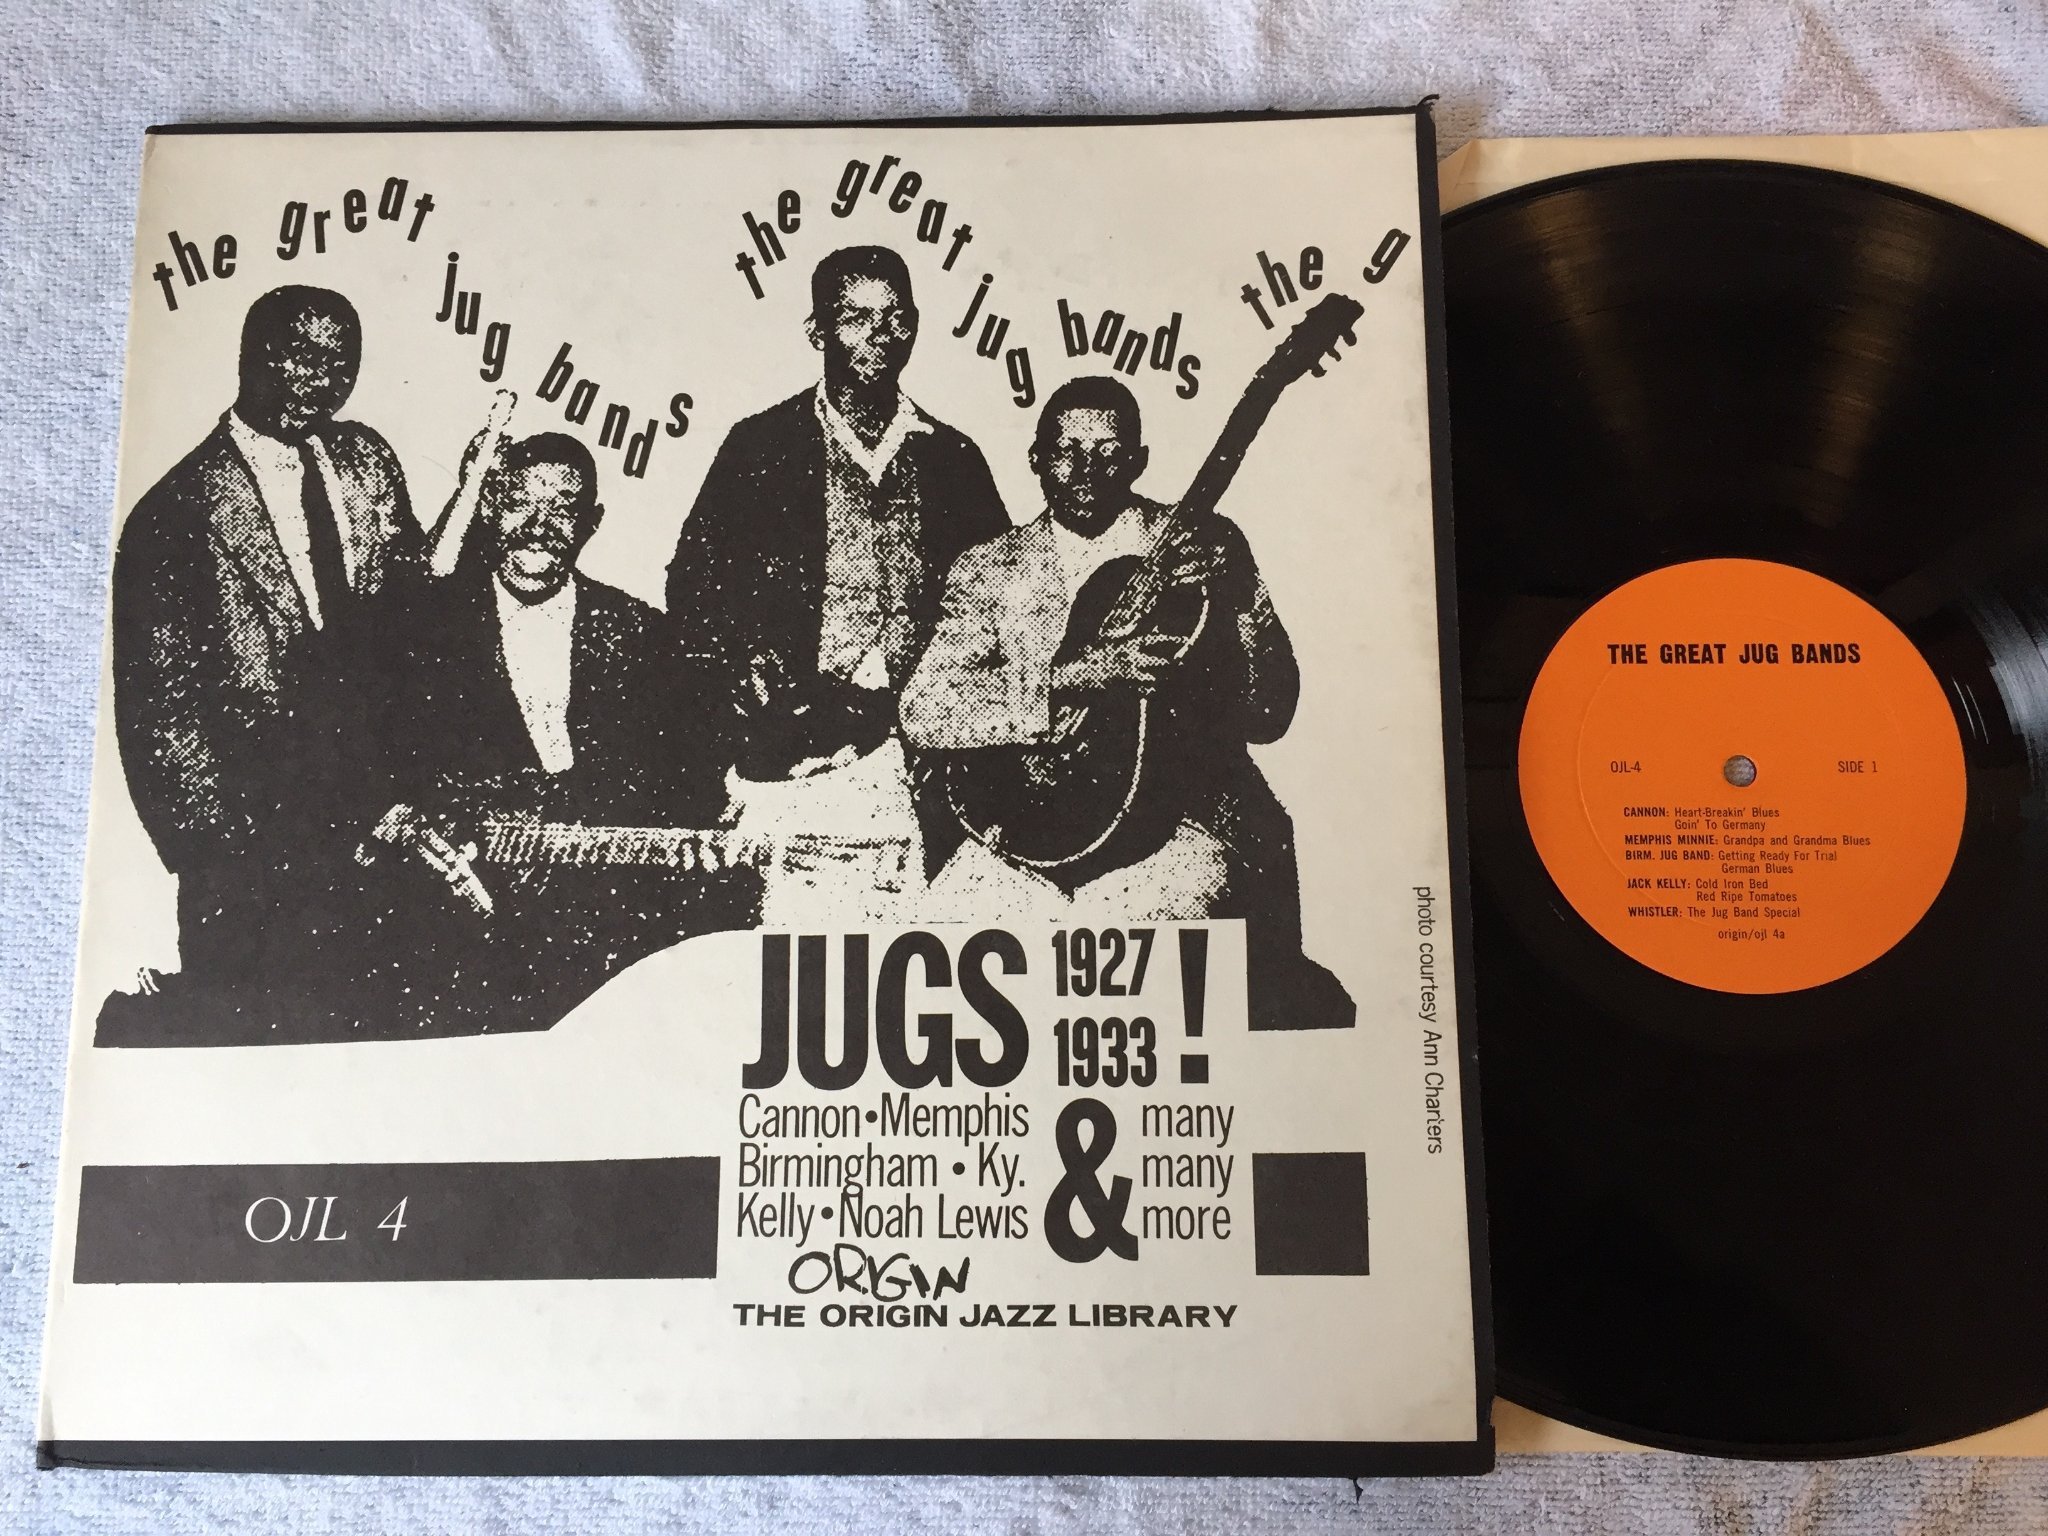 the great jug bands
the great jug bands
the g
JUGS 1927 1933 !
Cannon•Memphis
Birmingham • Ky.
Kelly•Noah Lewis
& many
many
more
ORIGIN
THE ORIGIN JAZZ LIBRARY
OJL 4
photo courtesy Ann Charters
THE GREAT JUG BANDS
OJL-4 SIDE 1
CANNON: Heart-Breakin' Blues
Goin' To Germany
MEMPHIS MINNIE: Grandpa and Grandma Blues
BIRM. JUG BAND: Getting Ready For Trial
German Blues
JACK KELLY: Cold Iron Bed
Red Ripe Tomatoes
WHISTLER: The Jug Band Special
origin/ojl 4a